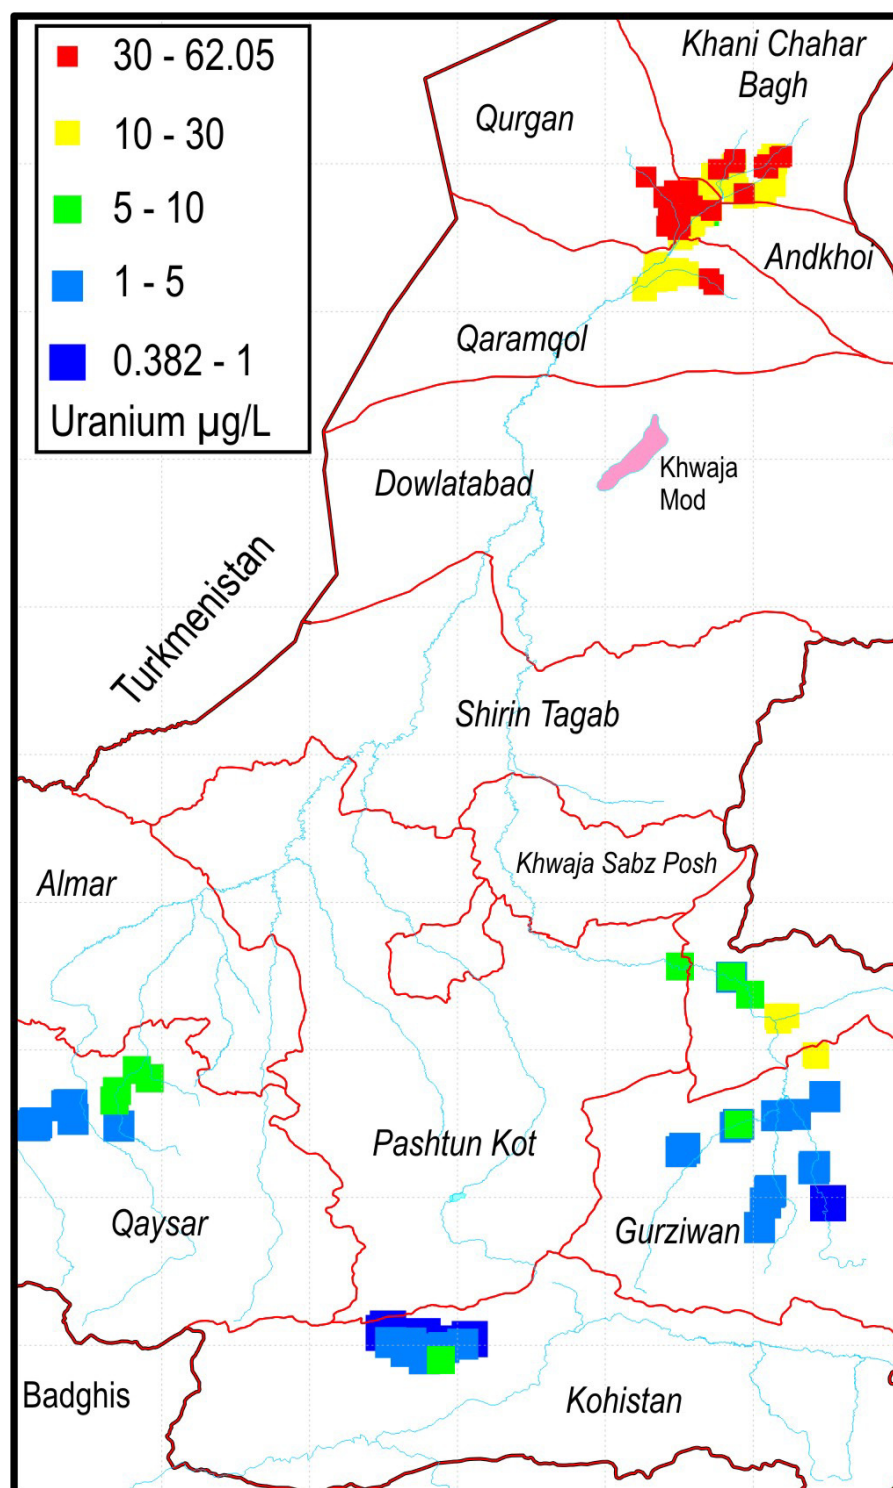 30 - 62.05
10 - 30
5 - 10
1 - 5
0.382 - 1
Uranium µg/L
Khani Chahar
Bagh
Qurgan
Andkhoi
Qaramqol
Khwaja
Mod
Dowlatabad
Turkmenistan
Shirin Tagab
Khwaja Sabz Posh
Almar
Pashtun Kot
Qaysar
Gurziwan
Badghis
Kohistan